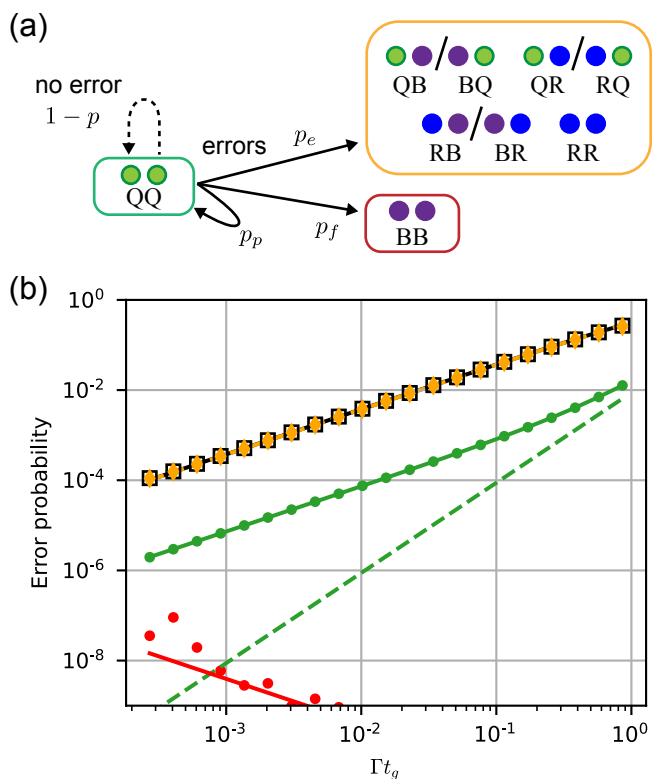 (a)
no error
1 − p
QQ
errors
p_e
p_p
p_f
QB / BQ
QR / RQ
RB / BR
RR
BB
(b)
Error probability
10^0
10^-2
10^-4
10^-6
10^-8
10^-3
10^-2
10^-1
10^0
Γt_g